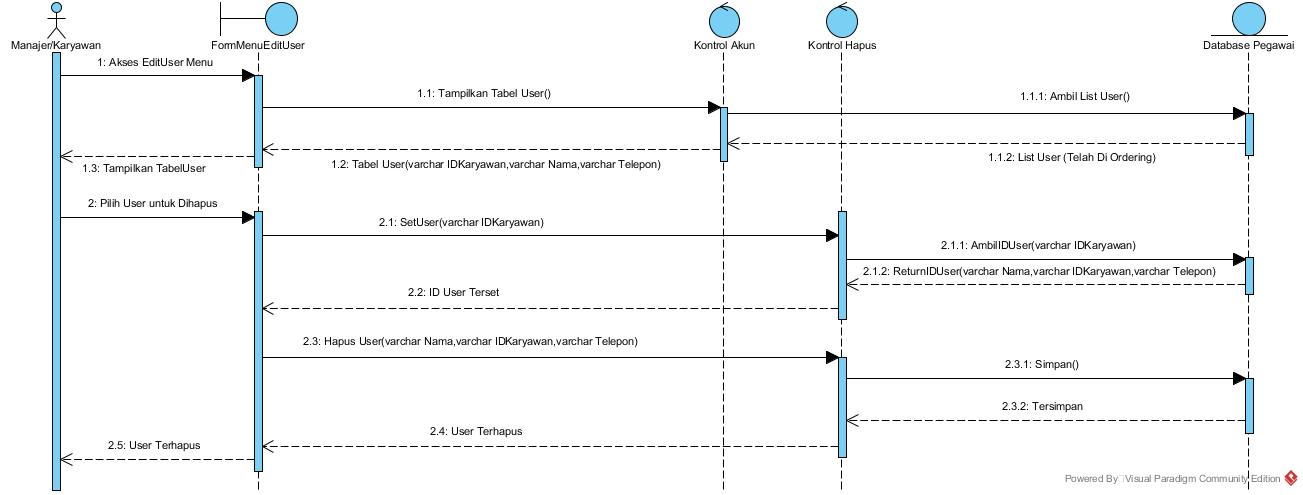 Manajer/Karyawan
FormMenuEditUser
Kontrol Akun
Kontrol Hapus
Database Pegawai
1: Akses EditUser Menu
1.1: Tampilkan Tabel User()
1.1.1: Ambil List User()
1.1.2: List User (Telah Di Ordering)
1.2: Tabel User(varchar IDKaryawan,varchar Nama,varchar Telepon)
1.3: Tampilkan TabelUser
2: Pilih User untuk Dihapus
2.1: SetUser(varchar IDKaryawan)
2.1.1: AmbilIDUser(varchar IDKaryawan)
2.1.2: ReturnIDUser(varchar Nama,varchar IDKaryawan,varchar Telepon)
2.2: ID User Terset
2.3: Hapus User(varchar Nama,varchar IDKaryawan,varchar Telepon)
2.3.1: Simpan()
2.3.2: Tersimpan
2.4: User Terhapus
2.5: User Terhapus
Powered By Visual Paradigm Community Edition